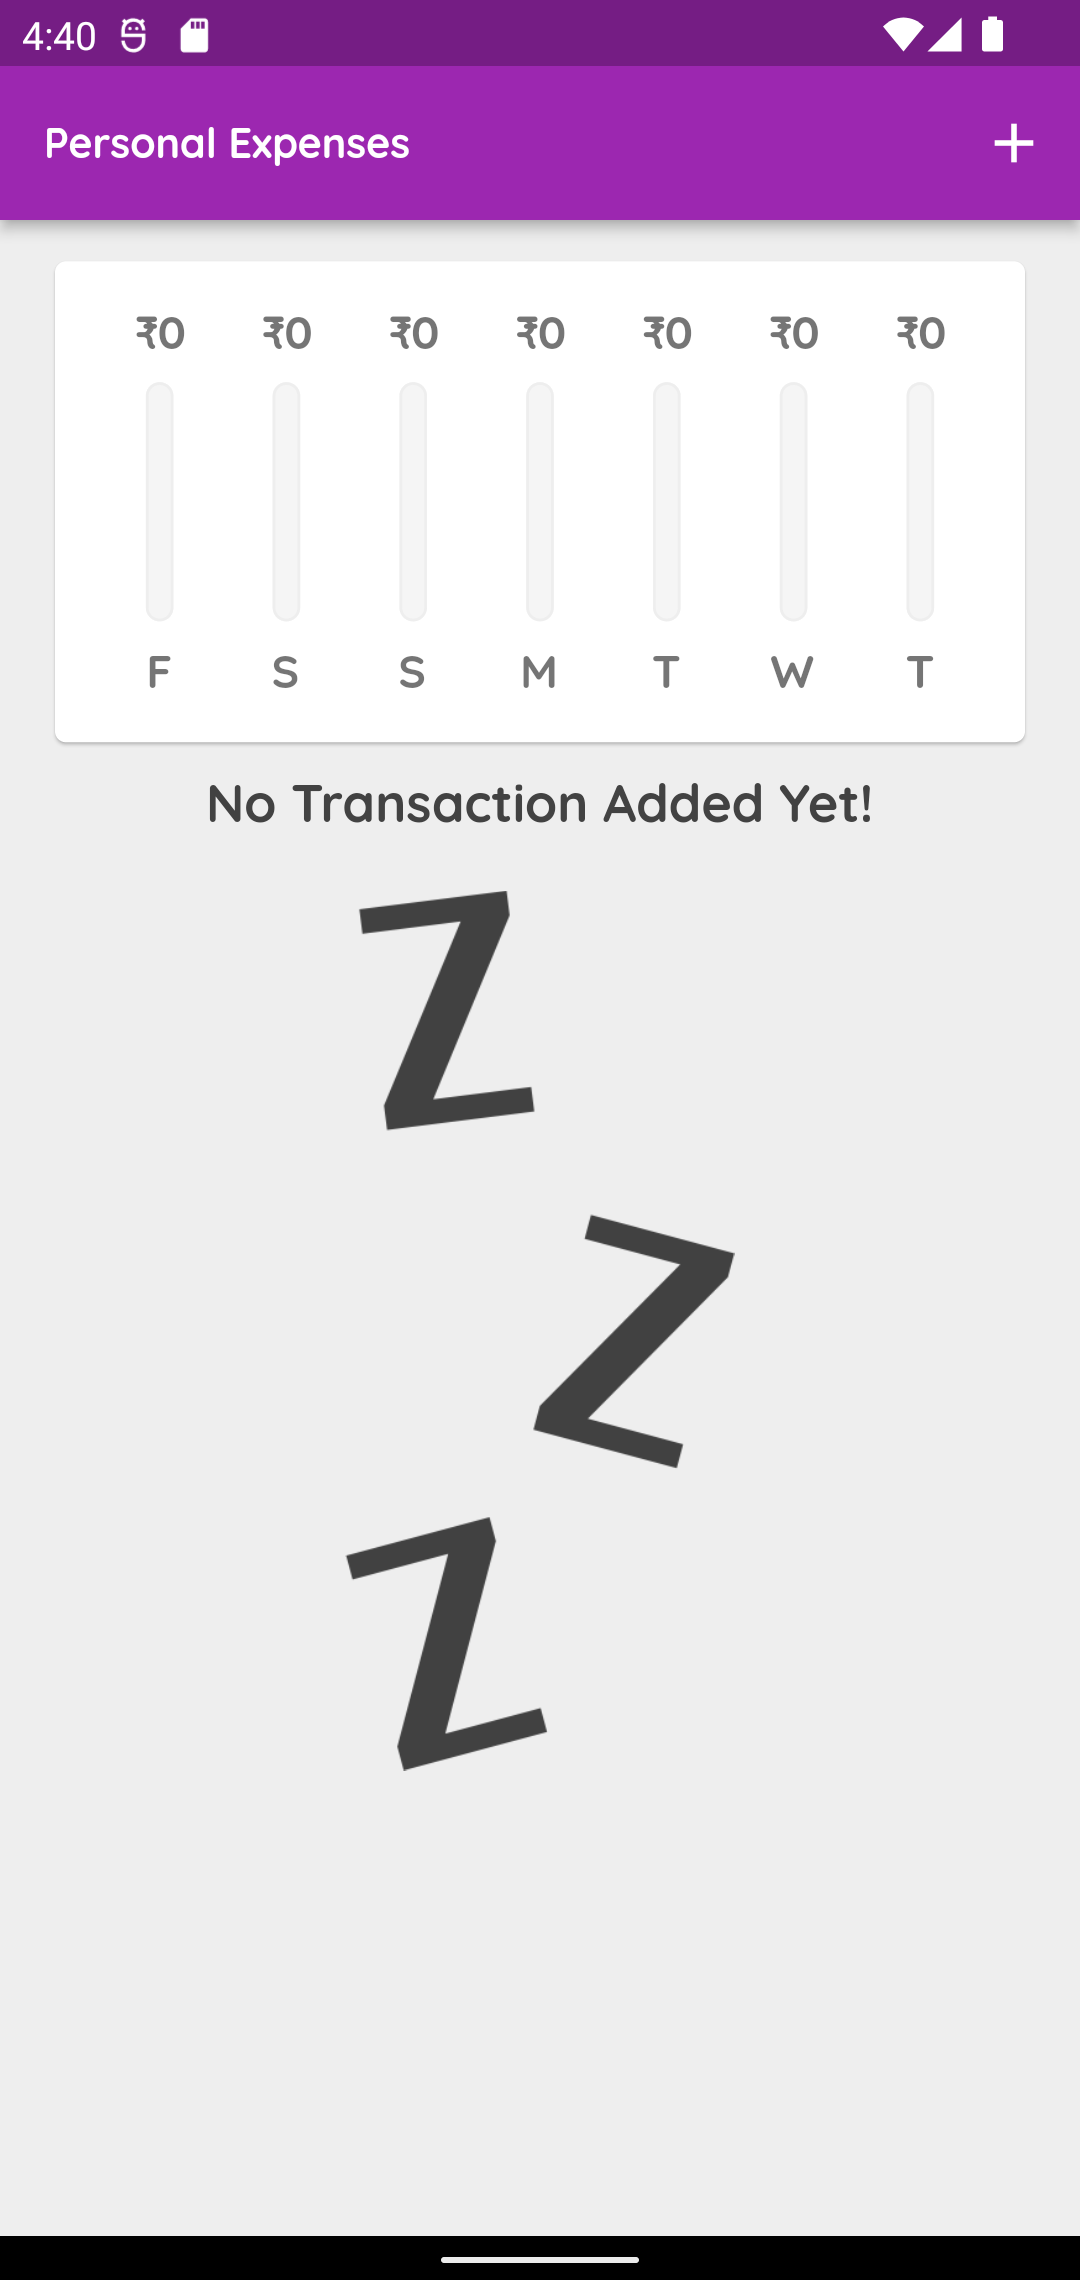 4:40
Personal Expenses
₹0 ₹0 ₹0 ₹0 ₹0 ₹0 ₹0
F S S M T W T
No Transaction Added Yet!
Z
Z
Z